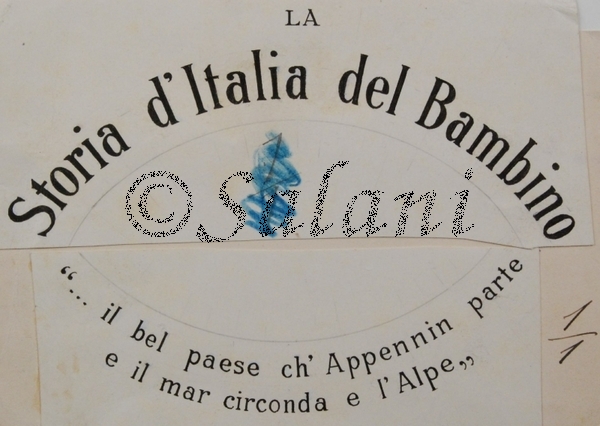 LA
Storia d'Italia del Bambino
©Salani
“... il bel paese ch' Appennin parte
e il mar circonda e l'Alpe„
1/1